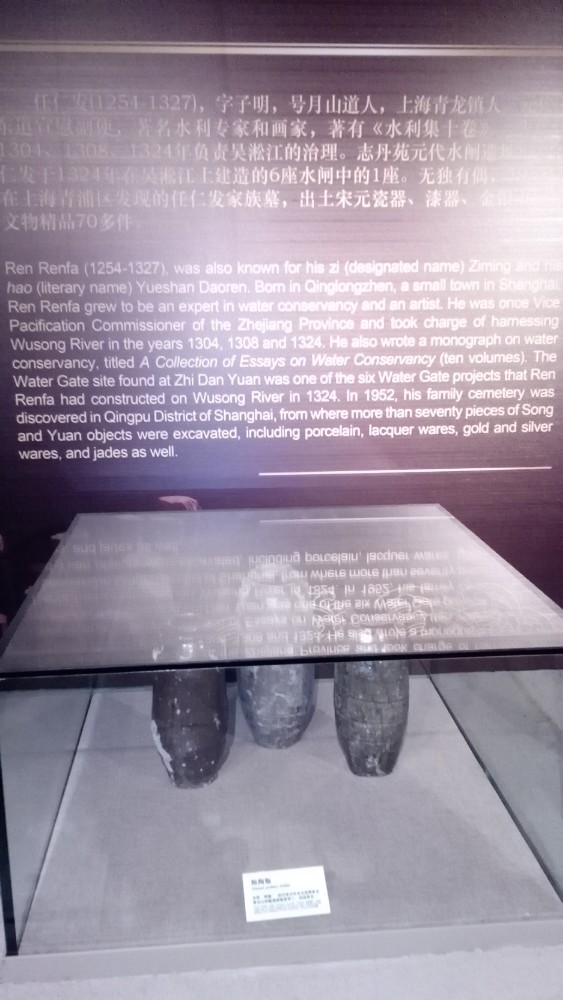 任仁发(1254-1327)，字子明，号月山道人，上海青龙镇人
著名水利专家和画家，著有《水利集十卷》
1304、1308、1324年负责吴淞江的治理。志丹苑元代水闸遗
仁发于1324年在吴淞江上建造的6座水闸中的1座。无独有偶，
在上海青浦区发现的任仁发家族墓，出土宋元瓷器、漆器、金
文物精品70多件。
Ren Renfa (1254-1327), was also known for his zi (designated name) Ziming and his
hao (literary name) Yueshan Daoren. Born in Qinglongzhen, a small town in Shanghai,
Ren Renfa grew to be an expert in water conservancy and an artist. He was once Vice
Pacification Commissioner of the Zhejiang Province and took charge of harnessing
Wusong River in the years 1304, 1308 and 1324. He also wrote a monograph on water
conservancy, titled A Collection of Essays on Water Conservancy (ten volumes). The
Water Gate site found at Zhi Dan Yuan was one of the six Water Gate projects that Ren
Renfa had constructed on Wusong River in 1324. In 1952, his family cemetery was
discovered in Qingpu District of Shanghai, from where more than seventy pieces of Song
and Yuan objects were excavated, including porcelain, lacquer wares, gold and silver
wares, and jades as well.